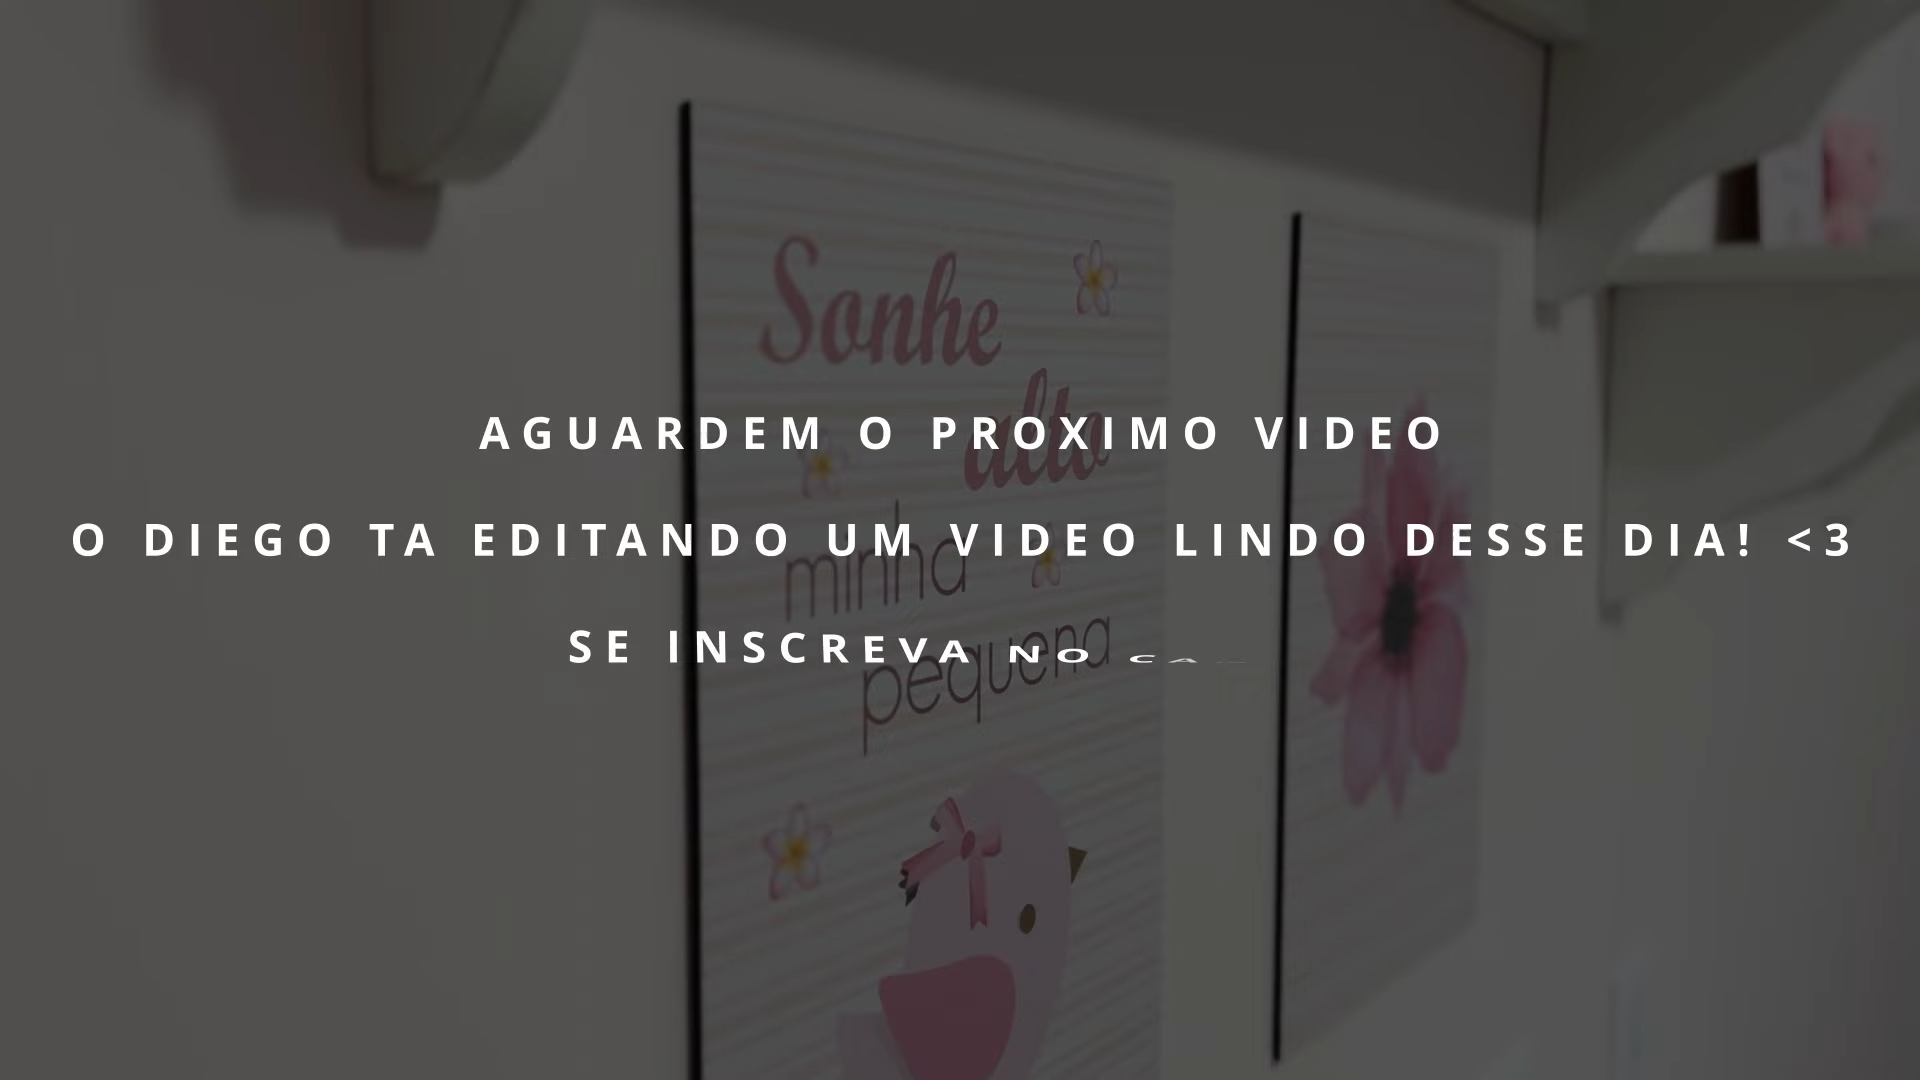 AGUARDEM O PROXIMO VIDEO
O DIEGO TA EDITANDO UM VIDEO LINDO DESSE DIA! <3
SE INSCREVA NO CA
Sonhe
alto
minha
pequena